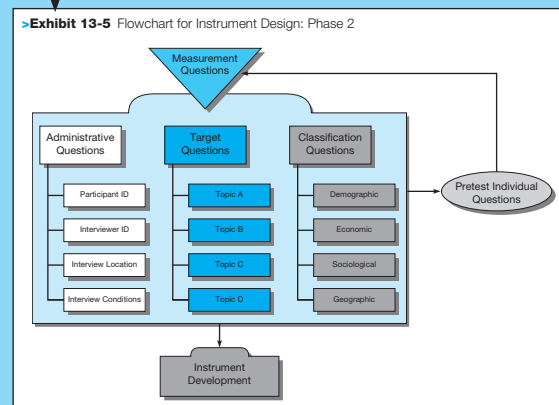 >Exhibit 13-5 Flowchart for Instrument Design: Phase 2
Measurement
Questions
Administrative
Questions
Target
Questions
Classification
Questions
Participant ID
Topic A
Demographic
Pretest Individual
Questions
Interviewer ID
Topic B
Economic
Interview Location
Topic C
Sociological
Interview Conditions
Topic D
Geographic
Instrument
Development